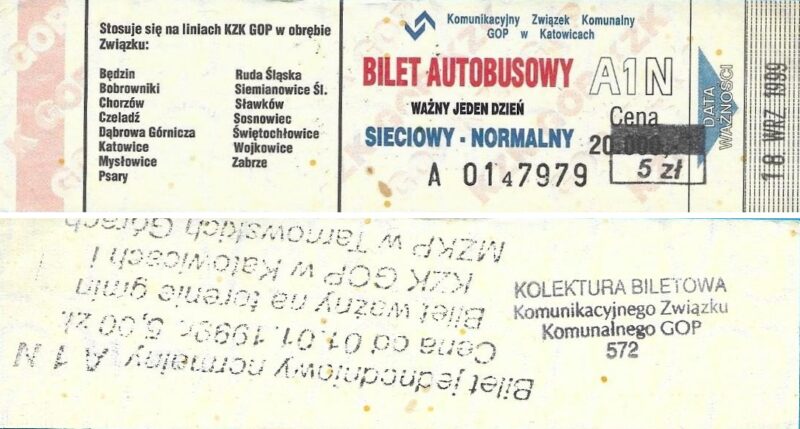 Stosuje się na liniach KZK GOP w obrębie
Związku:
Będzin
Bobrowniki
Chorzów
Czeladź
Dąbrowa Górnicza
Katowice
Mysłowice
Psary
Ruda Śląska
Siemianowice Śl.
Sławków
Sosnowiec
Świętochłowice
Wojkowice
Zabrze
Komunikacyjny Związek Komunalny
GOP w Katowicach
BILET AUTOBUSOWY
WAŻNY JEDEN DZIEŃ
SIECIOWY - NORMALNY
A 0147979
A1N
Cena
20.000,-
5 zł
DATA
WAŻNOŚCI
18 WRZ 1999
Bilet jednodniowy normalny A 1 N
Cena od 01.01.1999r. 5,00 zł.
Bilet ważny na terenie gmin
KZK GOP w Katowicach i
MZKP w Tarnowskich Górach
KOLEKTURA BILETOWA
Komunikacyjnego Związku
Komunalnego GOP
572